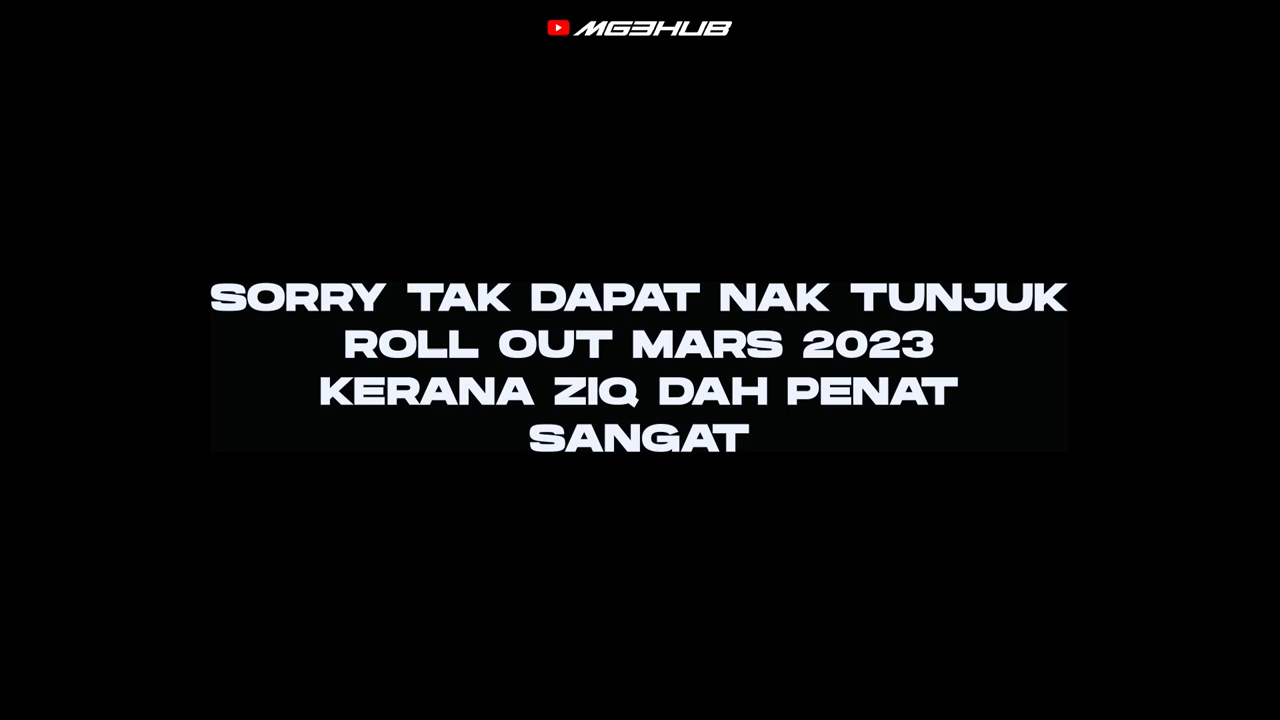 MG3HUB
SORRY TAK DAPAT NAK TUNJUK
ROLL OUT MARS 2023
KERANA ZIQ DAH PENAT
SANGAT